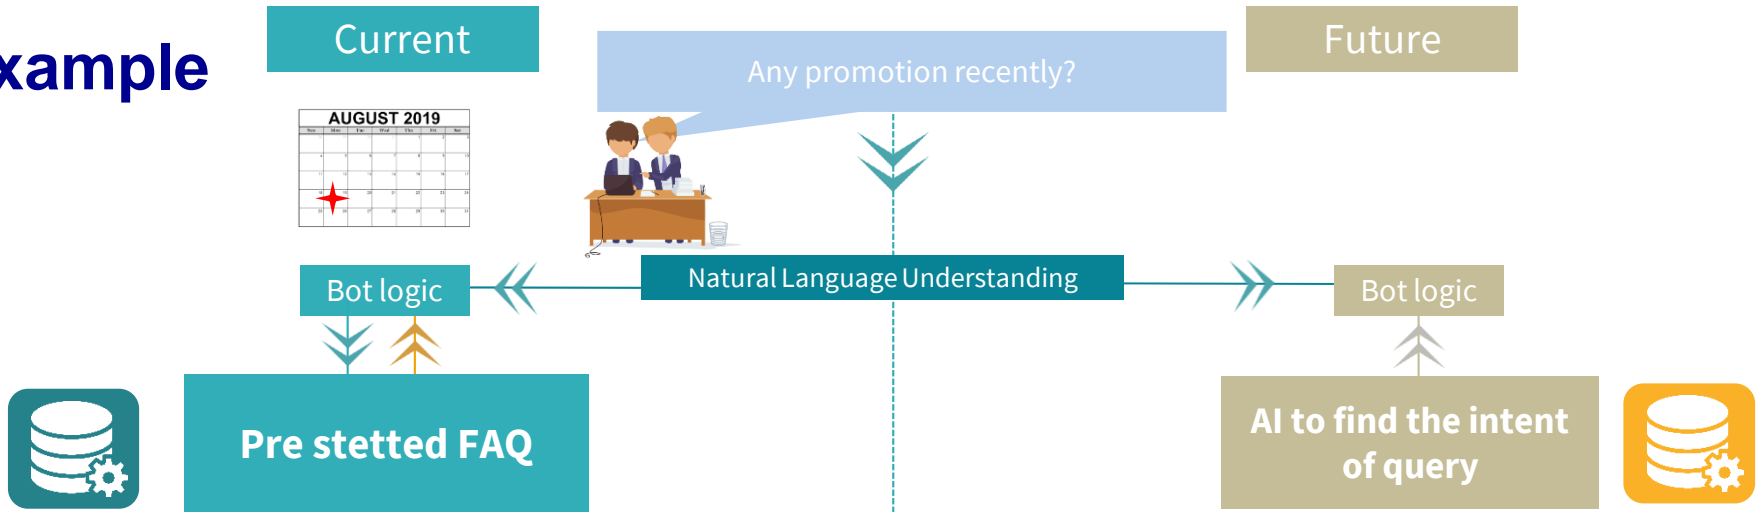 xample
Current
Any promotion recently?
Future
AUGUST 2019
Natural Language Understanding
Bot logic
Bot logic
Pre stetted FAQ
AI to find the intent
of query